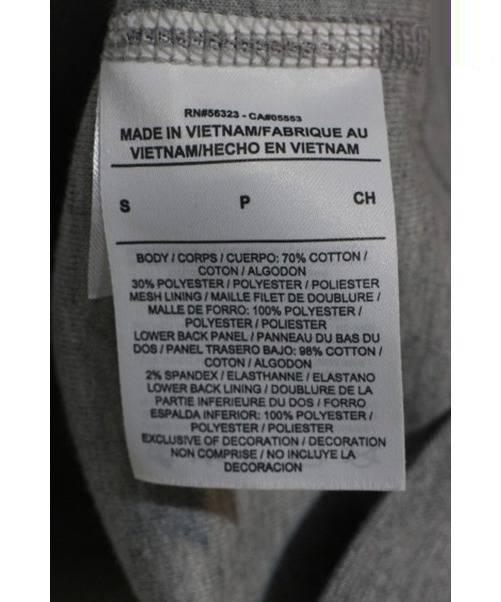 RN#56323 - CA#05553
MADE IN VIETNAM/FABRIQUE AU
VIETNAM/HECHO EN VIETNAM
S P CH
BODY / CORPS / CUERPO: 70% COTTON /
COTON / ALGODON
30% POLYESTER / POLYESTER / POLIESTER
MESH LINING / MAILLE FILET DE DOUBLURE /
MALLE DE FORRO: 100% POLYESTER /
POLYESTER / POLIESTER
LOWER BACK PANEL / PANNEAU DU BAS DU
DOS / PANEL TRASERO BAJO: 98% COTTON /
COTON / ALGODON
2% SPANDEX / ELASTHANNE / ELASTANO
LOWER BACK LINING / DOUBLURE DE LA
PARTIE INFERIEURE DU DOS / FORRO
ESPALDA INFERIOR: 100% POLYESTER /
POLYESTER / POLIESTER
EXCLUSIVE OF DECORATION / DECORATION
NON COMPRISE / NO INCLUYE LA
DECORACION